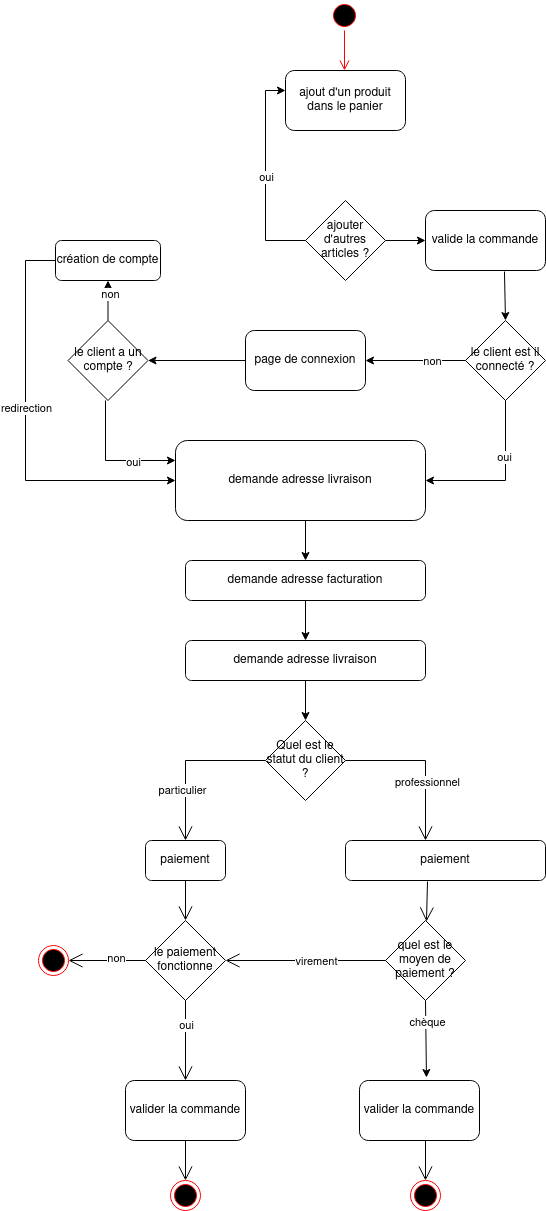 ajout d'un produit
dans le panier
oui
ajouter
d'autres
articles ?
valide la commande
création de compte
non
le client a un
compte ?
page de connexion
non
le client est il
connecté ?
redirection
oui
oui
demande adresse livraison
demande adresse facturation
demande adresse livraison
Quel est le
statut du client
?
particulier
professionnel
paiement
paiement
le paiement
fonctionne
non
virement
quel est le
moyen de
paiement ?
oui
chèque
valider la commande
valider la commande